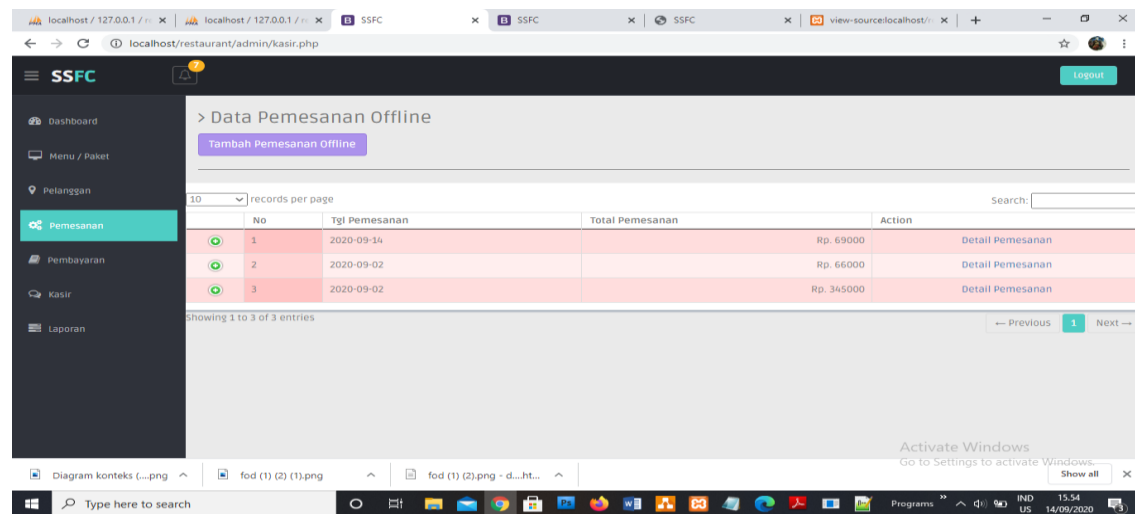 localhost / 127.0.0.1 / localhost / 127.0.0.1 / SSFC SSFC SSFC view-source:localhost/
localhost/restaurant/admin/kasir.php
SSFC 7 Logout
Dashboard
Menu / Paket
Pelanggan
Pemesanan
Pembayaran
Kasir
Laporan
> Data Pemesanan Offline
Tambah Pemesanan Offline
10 records per page Search:
No Tgl Pemesanan Total Pemesanan Action
1 2020-09-14 Rp. 69000 Detail Pemesanan
2 2020-09-02 Rp. 66000 Detail Pemesanan
3 2020-09-02 Rp. 345000 Detail Pemesanan
Showing 1 to 3 of 3 entries ← Previous 1 Next →
Activate Windows
Go to Settings to activate Windows.
Diagram konteks (....png fod (1) (2) (1).png fod (1) (2).png - d....ht... Show all
Type here to search Ps Programs IND 15.54
US 14/09/2020 3